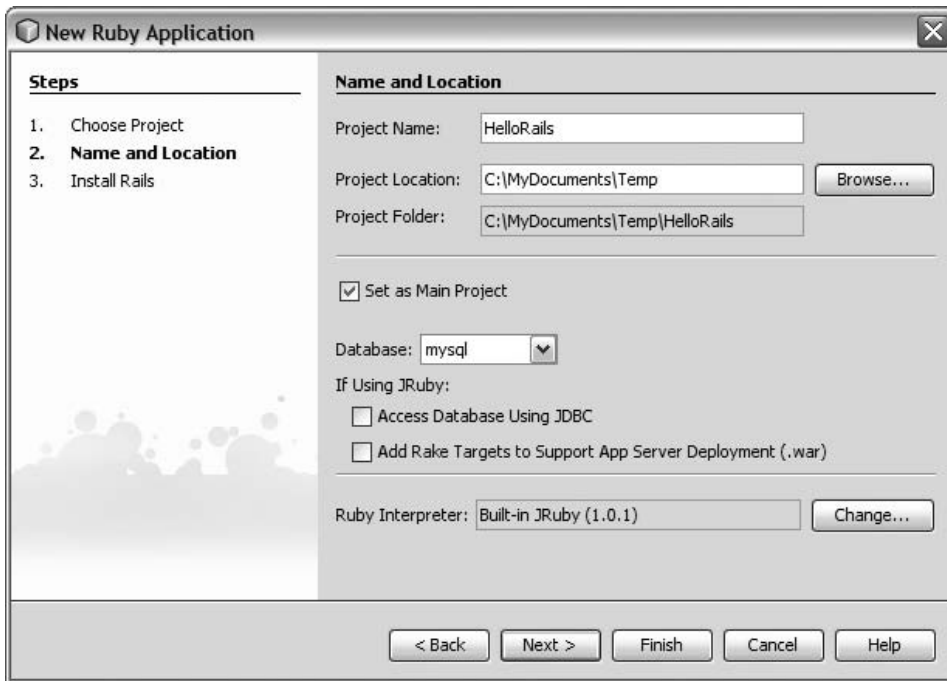 New Ruby Application
Steps
1. Choose Project
2. Name and Location
3. Install Rails
Name and Location
Project Name: HelloRails
Project Location: C:\MyDocuments\Temp Browse...
Project Folder: C:\MyDocuments\Temp\HelloRails
Set as Main Project
Database: mysql
If Using JRuby:
Access Database Using JDBC
Add Rake Targets to Support App Server Deployment (.war)
Ruby Interpreter: Built-in JRuby (1.0.1) Change...
< Back Next > Finish Cancel Help